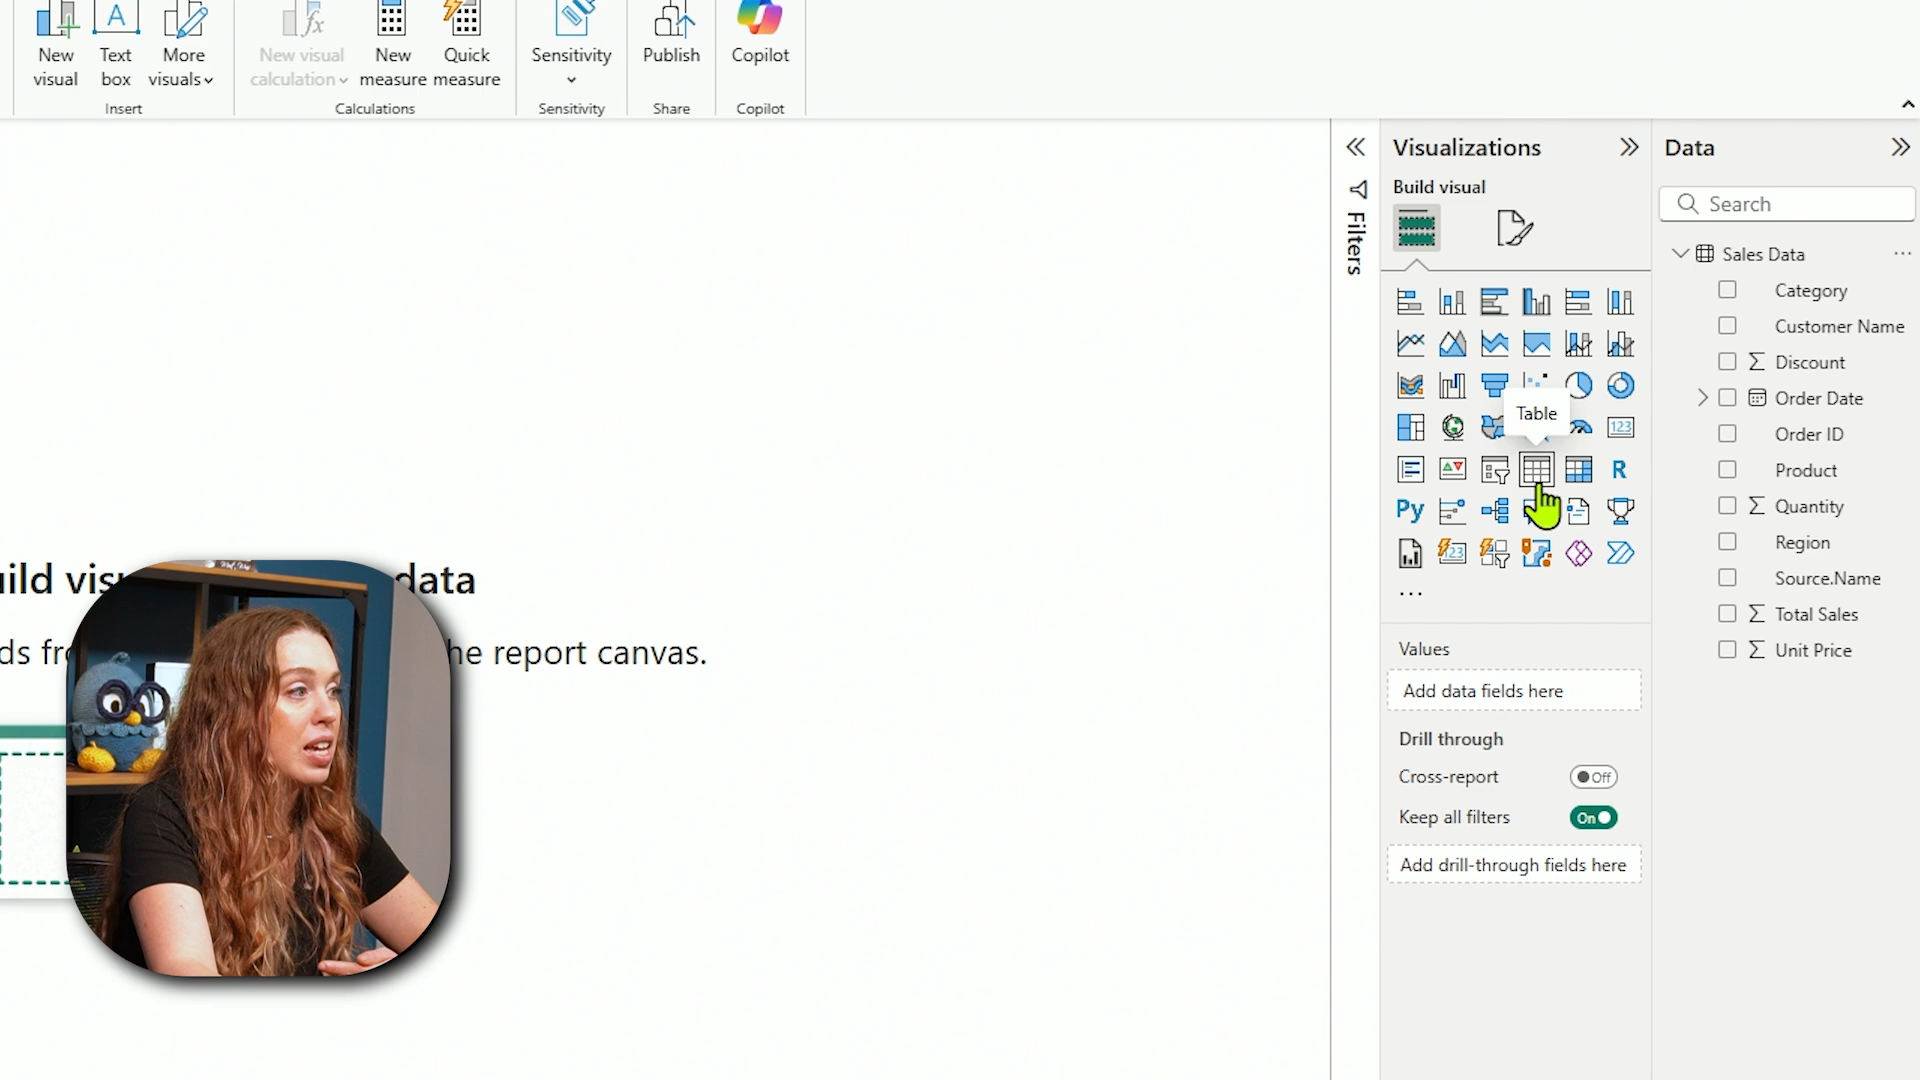 New visual
Text box
More visuals
New visual calculation
New measure
Quick measure
Sensitivity
Publish
Copilot
Insert
Calculations
Sensitivity
Share
Copilot
Filters
Visualizations
Build visual
Table
123
R
Py
123
Values
Add data fields here
Drill through
Cross-report
Off
Keep all filters
On
Add drill-through fields here
Data
Search
Sales Data
Category
Customer Name
Discount
Order Date
Order ID
Product
Quantity
Region
Source.Name
Total Sales
Unit Price
data
report canvas.